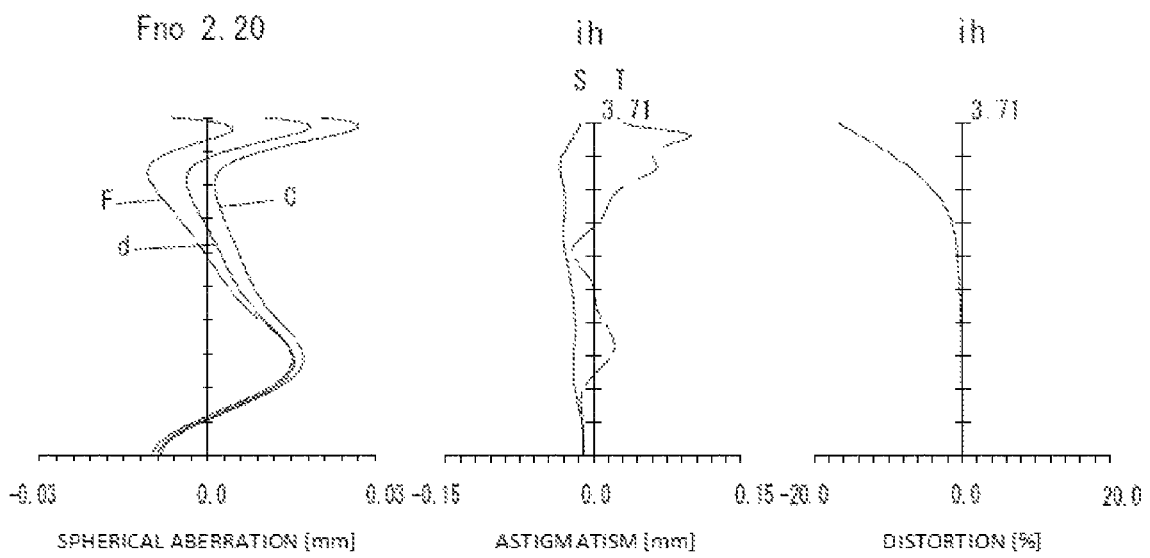 Fno 2.20
ih
ih
S T
3.71
3.71
F
C
d
-0.03 0.0 0.03
-0.15 0.0 0.15
-20.0 0.0 20.0
SPHERICAL ABERRATION [mm]
ASTIGMATISM [mm]
DISTORTION [%]